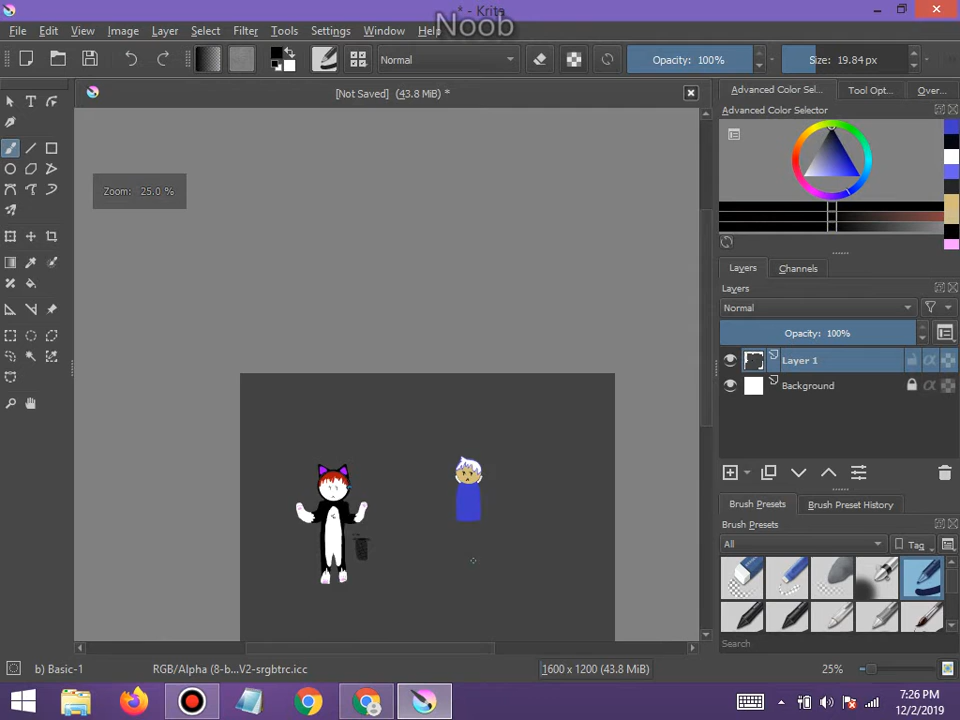 * - Krita
Noob
File Edit View Image Layer Select Filter Tools Settings Window Help
Normal Opacity: 100% Size: 19.84 px
[Not Saved] (43.8 MiB) *
Advanced Color Sel... Tool Opt... Over...
Advanced Color Selector
Zoom: 25.0 %
Layers Channels
Layers
Normal
Opacity: 100%
Layer 1
Background
Brush Presets Brush Preset History
Brush Presets
All Tag
Search
b) Basic-1 RGB/Alpha (8-b...V2-srgbtrc.icc 1600 x 1200 (43.8 MiB) 25%
7:26 PM
12/2/2019